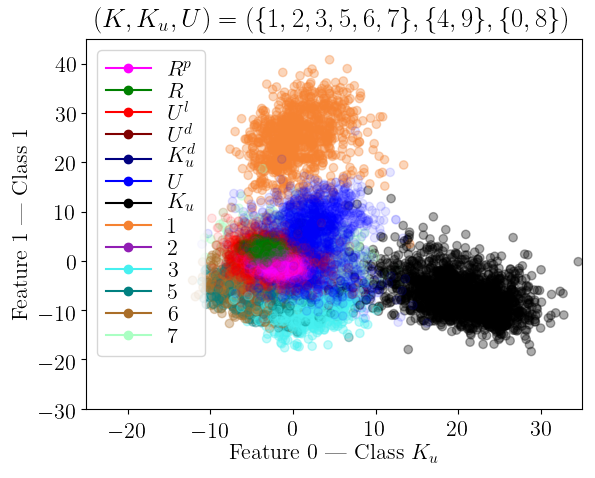 (K, K_u, U) = ({1, 2, 3, 5, 6, 7}, {4, 9}, {0, 8})
40
30
20
10
0
−10
−20
−30
Feature 1 — Class 1
R^p
R
U^l
U^d
K_u^d
U
K_u
1
2
3
5
6
7
−20 −10 0 10 20 30
Feature 0 — Class K_u